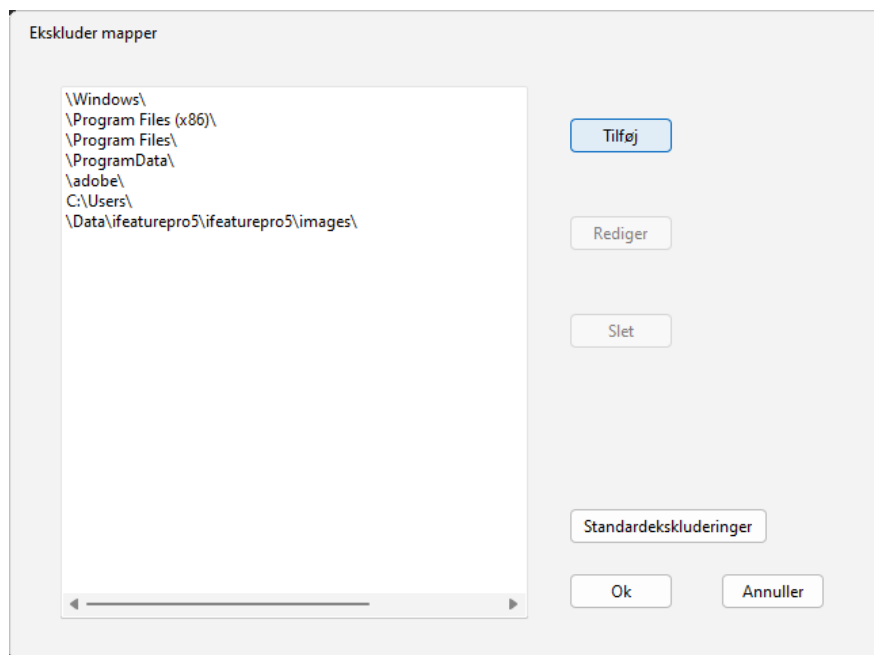 Ekskluder mapper
\Windows\
\Program Files (x86)\
\Program Files\
\ProgramData\
\adobe\
C:\Users\
\Data\ifeaturepro5\ifeaturepro5\images\
Tilføj
Rediger
Slet
Standardekskluderinger
Ok
Annuller